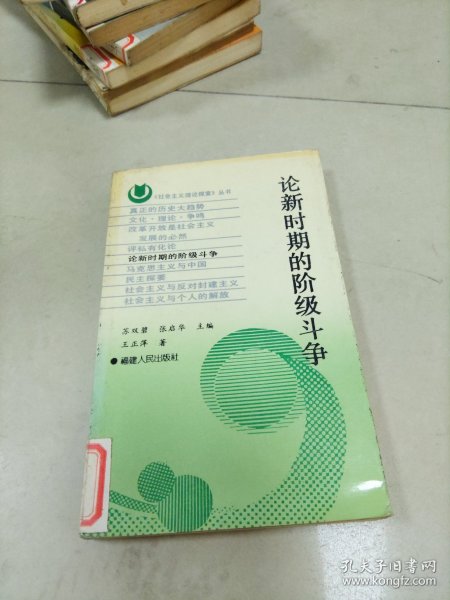 《社会主义理论探索》丛书
真正的历史大趋势
文化·理论·争鸣
改革开放是社会主义
发展的必然
评私有化论
论新时期的阶级斗争
马克思主义与中国
民主探要
社会主义与反对封建主义
社会主义与个人的解放
论新时期的阶级斗争
苏双碧 张启华 主编
王正萍 著
福建人民出版社
孔夫子旧书网
www.kongfz.com